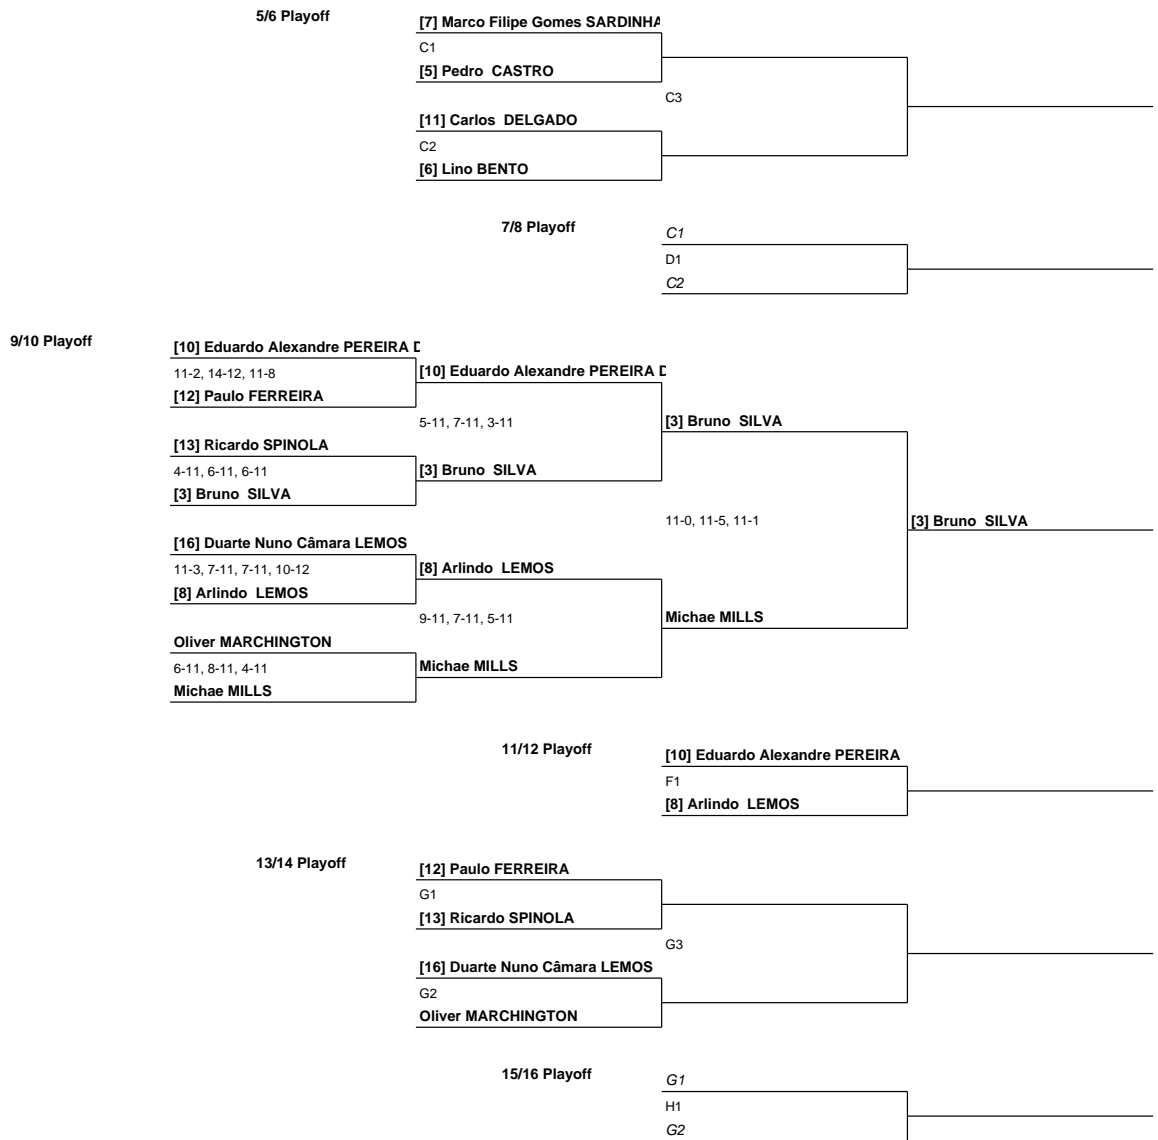 5/6 Playoff
[7] Marco Filipe Gomes SARDINHA
C1
[5] Pedro CASTRO
C3
[11] Carlos DELGADO
C2
[6] Lino BENTO
7/8 Playoff
C1
D1
C2
9/10 Playoff
[10] Eduardo Alexandre PEREIRA D
11-2, 14-12, 11-8
[10] Eduardo Alexandre PEREIRA D
[12] Paulo FERREIRA
5-11, 7-11, 3-11
[3] Bruno SILVA
[13] Ricardo SPINOLA
4-11, 6-11, 6-11
[3] Bruno SILVA
[3] Bruno SILVA
11-0, 11-5, 11-1
[3] Bruno SILVA
[16] Duarte Nuno Câmara LEMOS
11-3, 7-11, 7-11, 10-12
[8] Arlindo LEMOS
[8] Arlindo LEMOS
9-11, 7-11, 5-11
Michae MILLS
Oliver MARCHINGTON
6-11, 8-11, 4-11
Michae MILLS
Michae MILLS
11/12 Playoff
[10] Eduardo Alexandre PEREIRA
F1
[8] Arlindo LEMOS
13/14 Playoff
[12] Paulo FERREIRA
G1
[13] Ricardo SPINOLA
G3
[16] Duarte Nuno Câmara LEMOS
G2
Oliver MARCHINGTON
15/16 Playoff
G1
H1
G2